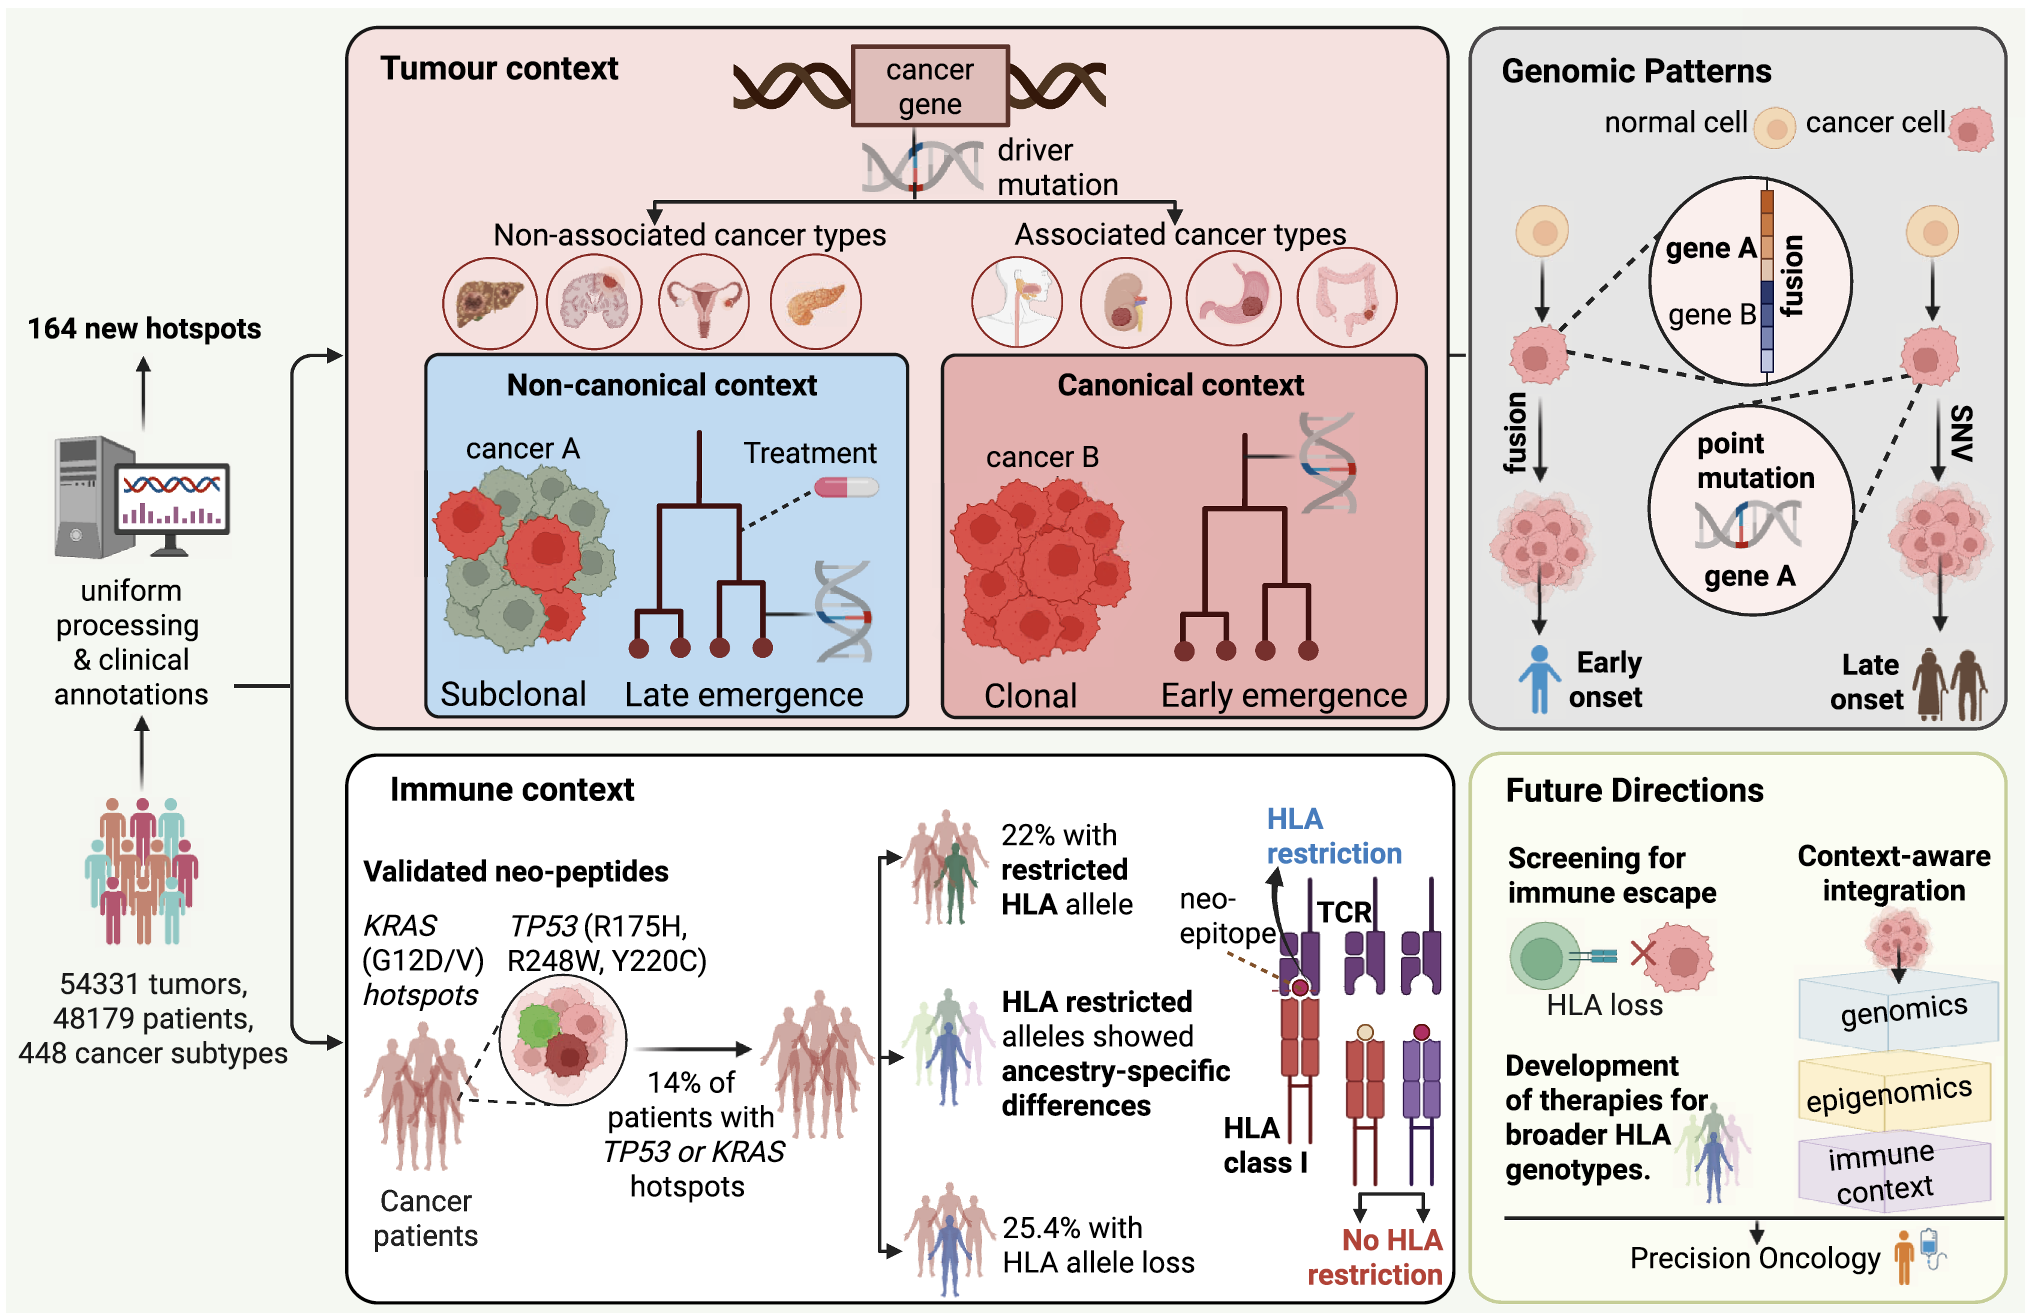 164 new hotspots
uniform
processing
& clinical
annotations
54331 tumors,
48179 patients,
448 cancer subtypes
Tumour context
cancer
gene
driver
mutation
Non-associated cancer types
Associated cancer types
Non-canonical context
cancer A
Treatment
Subclonal
Late emergence
Canonical context
cancer B
Clonal
Early emergence
Genomic Patterns
normal cell
cancer cell
gene A
gene B
fusion
fusion
SNV
point
mutation
gene A
Early
onset
Late
onset
Immune context
Validated neo-peptides
KRAS
(G12D/V)
hotspots
TP53 (R175H,
R248W, Y220C)
Cancer
patients
14% of
patients with
TP53 or KRAS
hotspots
22% with
restricted
HLA allele
HLA restricted
alleles showed
ancestry-specific
differences
25.4% with
HLA allele loss
HLA
restriction
neo-
epitope
TCR
HLA
class I
No HLA
restriction
Future Directions
Screening for
immune escape
HLA loss
Development
of therapies for
broader HLA
genotypes.
Context-aware
integration
genomics
epigenomics
immune
context
Precision Oncology